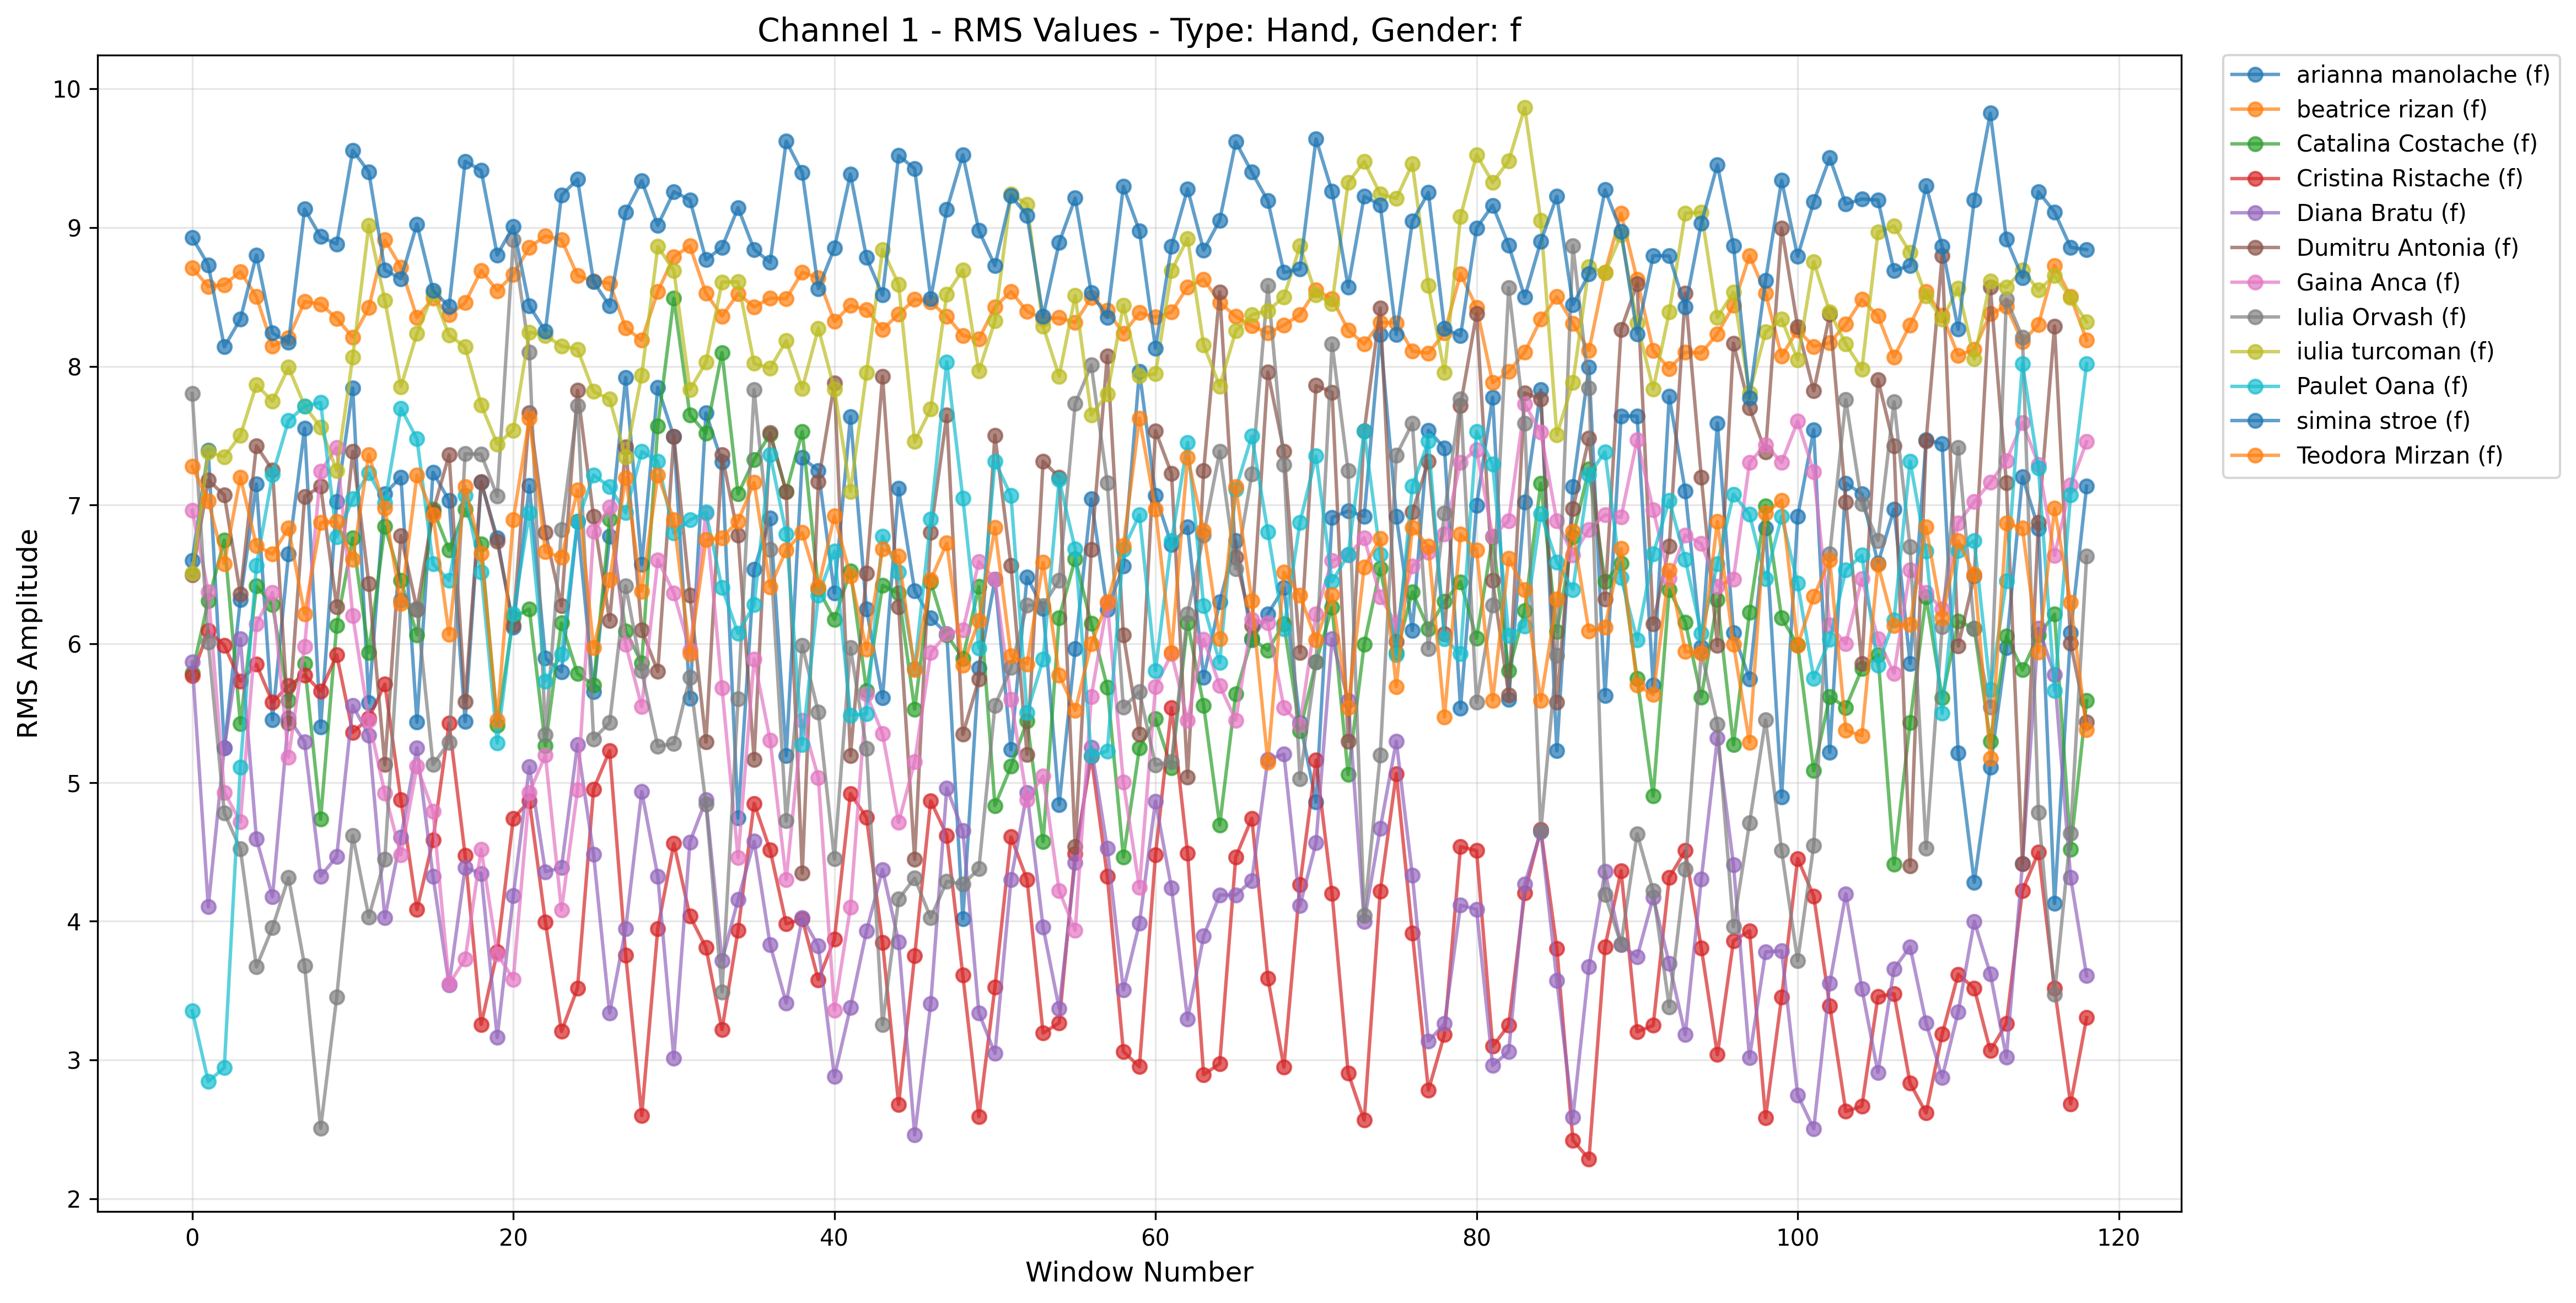 Channel 1 - RMS Values - Type: Hand, Gender: f
10
9
8
7
6
5
4
3
2
RMS Amplitude
0 20 40 60 80 100 120
Window Number
arianna manolache (f)
beatrice rizan (f)
Catalina Costache (f)
Cristina Ristache (f)
Diana Bratu (f)
Dumitru Antonia (f)
Gaina Anca (f)
Iulia Orvash (f)
iulia turcoman (f)
Paulet Oana (f)
simina stroe (f)
Teodora Mirzan (f)